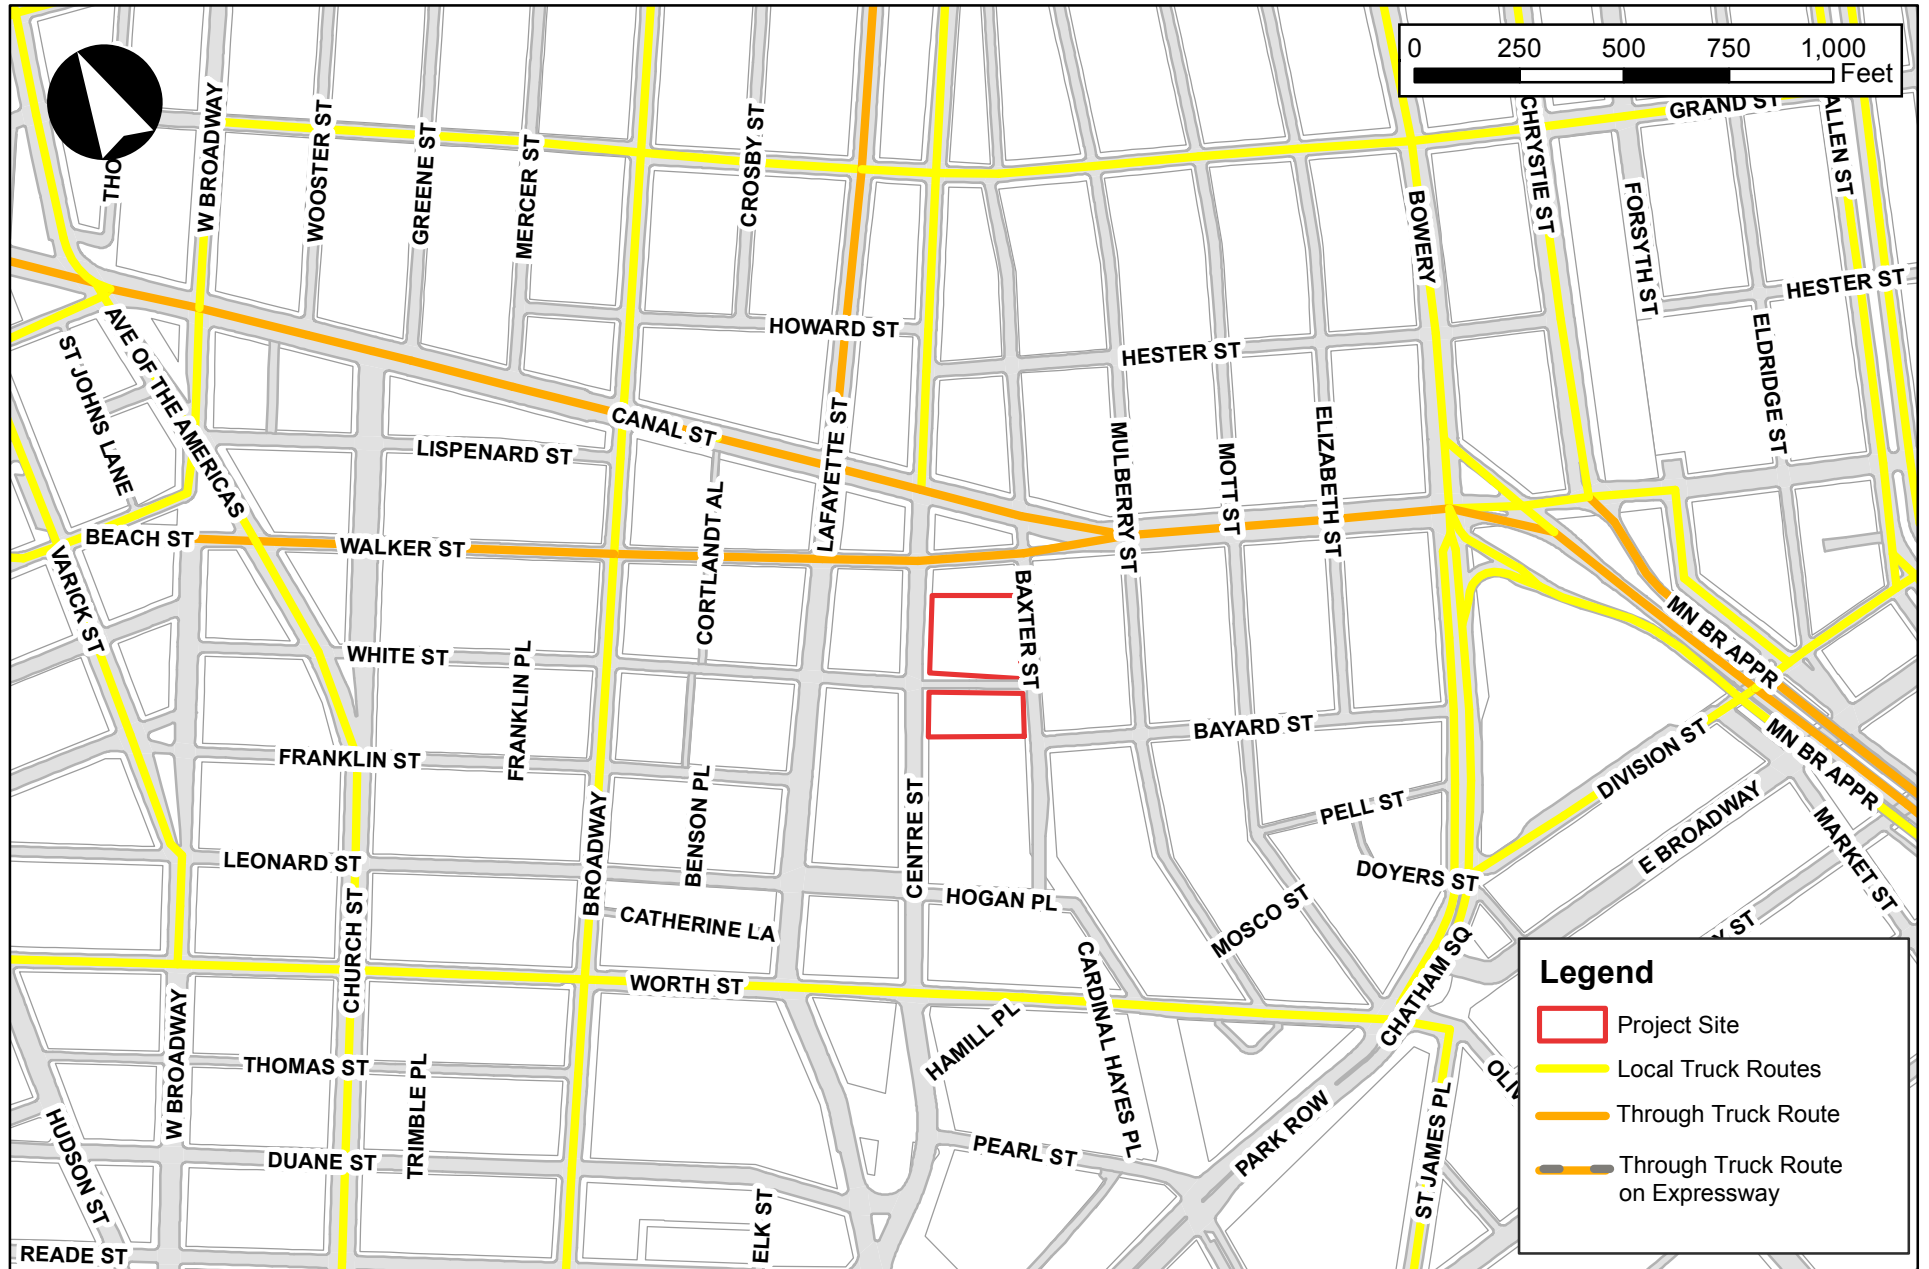 0 250 500 750 1,000
Feet
GRAND ST
THO
W BROADWAY
WOOSTER ST
GREENE ST
MERCER ST
CROSBY ST
BOWERY
CHRYSTIE ST
FORSYTH ST
ALLEN ST
HESTER ST
ELDRIDGE ST
HOWARD ST
HESTER ST
AVE OF THE AMERICAS
ST JOHNS LANE
CANAL ST
LISPENARD ST
LAFAYETTE ST
CORTLANDT AL
MULBERRY ST
MOTT ST
ELIZABETH ST
BEACH ST
WALKER ST
VARICK ST
BAXTER ST
MN BR APPR
WHITE ST
FRANKLIN PL
FRANKLIN ST
BAYARD ST
DIVISION ST
MN BR APPR
BROADWAY
BENSON PL
CENTRE ST
PELL ST
E BROADWAY
MARKET ST
LEONARD ST
DOYERS ST
CHURCH ST
CATHERINE LA
HOGAN PL
MOSCO ST
Y ST
WORTH ST
CARDINAL HAYES PL
CHATHAM SQ
HAMILL PL
W BROADWAY
THOMAS ST
TRIMBLE PL
OLIV
HUDSON ST
DUANE ST
PEARL ST
PARK ROW
ST JAMES PL
ELK ST
READE ST
Legend
Project Site
Local Truck Routes
Through Truck Route
Through Truck Route
on Expressway